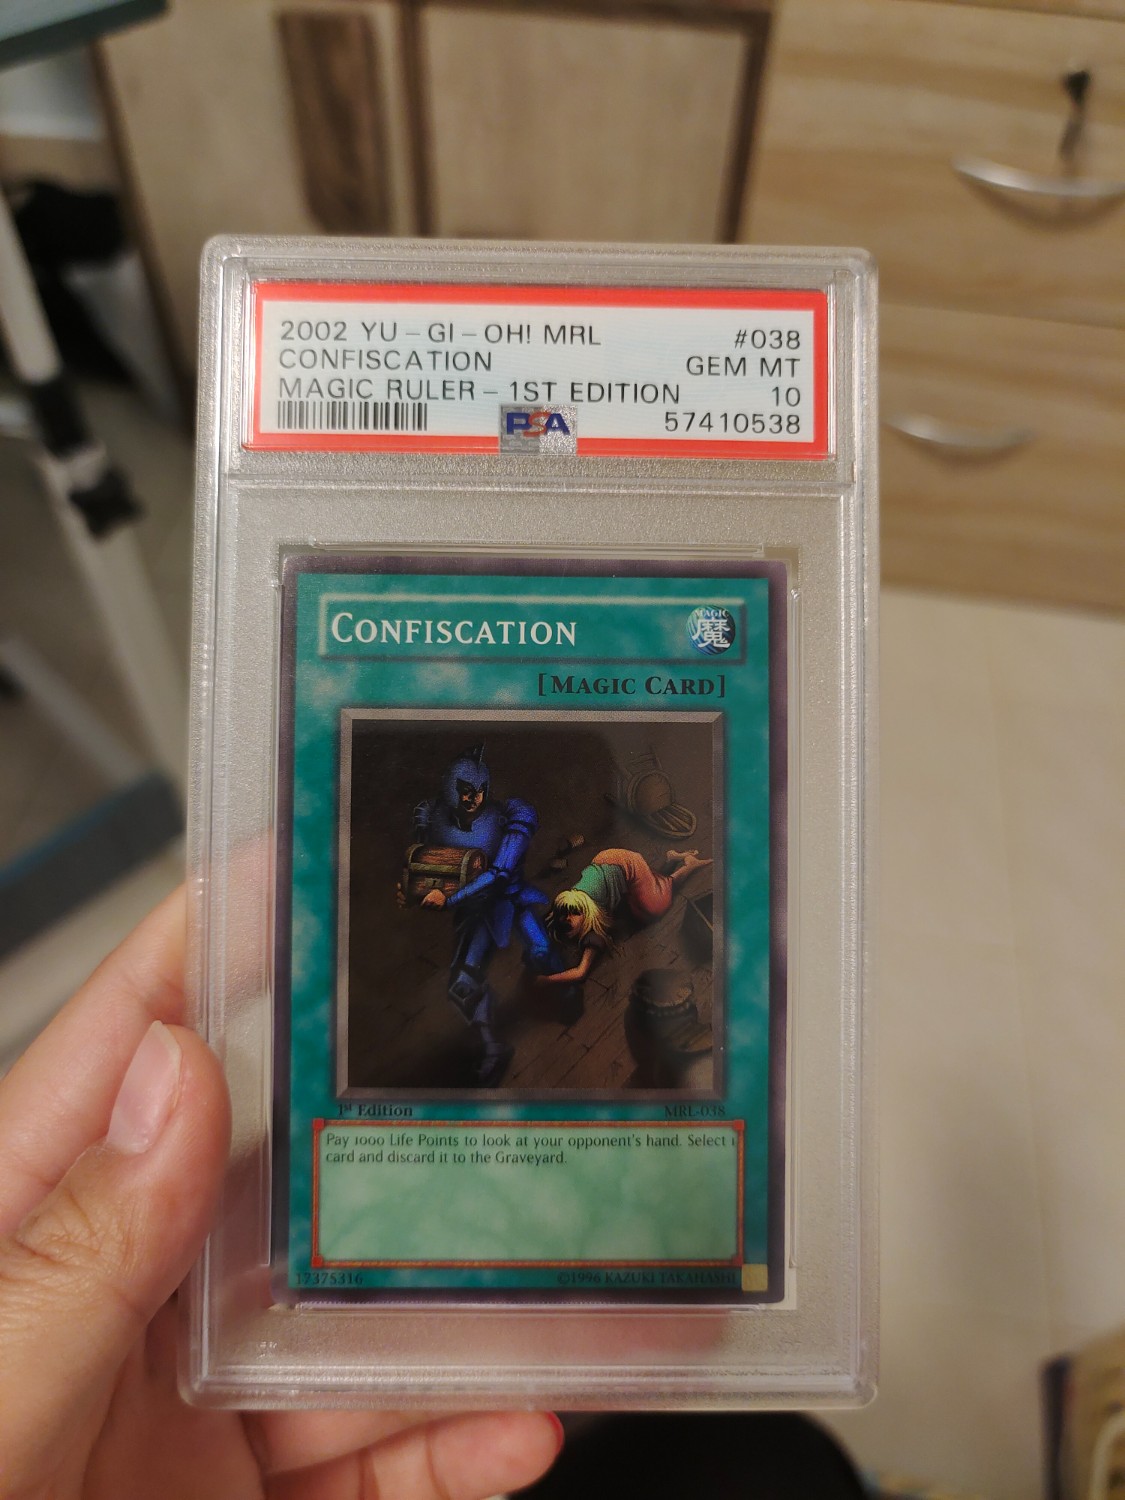 2002 YU-GI-OH! MRL #038
CONFISCATION GEM MT
MAGIC RULER - 1ST EDITION 10
PSA 57410538
CONFISCATION
MAGIC
魔
[MAGIC CARD]
1st Edition MRL-038
Pay 1000 Life Points to look at your opponent's hand. Select 1
card and discard it to the Graveyard.
17375316 ©1996 KAZUKI TAKAHASHI